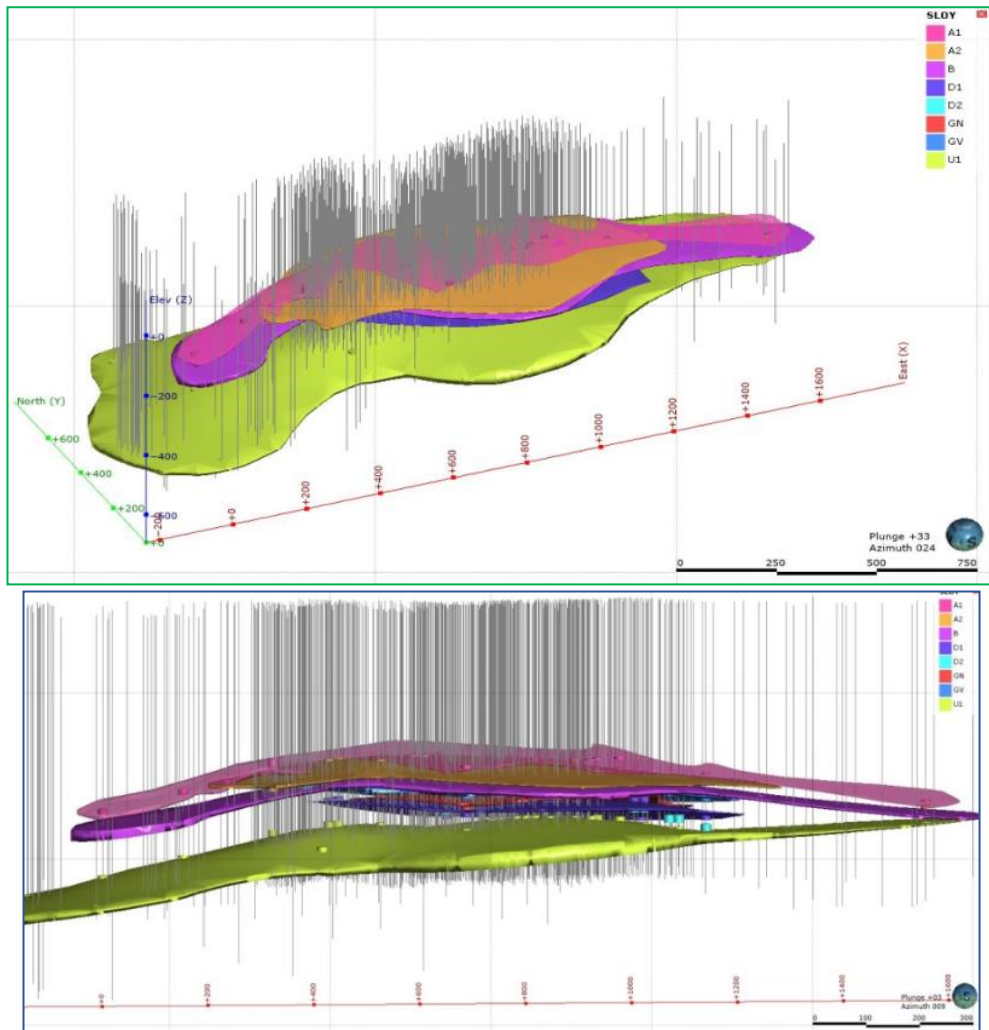 SLOY
A1
A2
B
D1
D2
GN
GV
U1
Elev (Z)
+0
-200
-400
-600
North (Y)
+600
+400
+200
+0
-200
+0
+200
+400
+600
+800
+1000
+1200
+1400
+1600
East (X)
Plunge +33
Azimuth 024
0 250 500 750
SLOY
A1
A2
B
D1
D2
GN
GV
U1
+0
+200
+400
+600
+800
+1000
+1200
+1400
+1600
Plunge +03
Azimuth 009
0 100 200 300